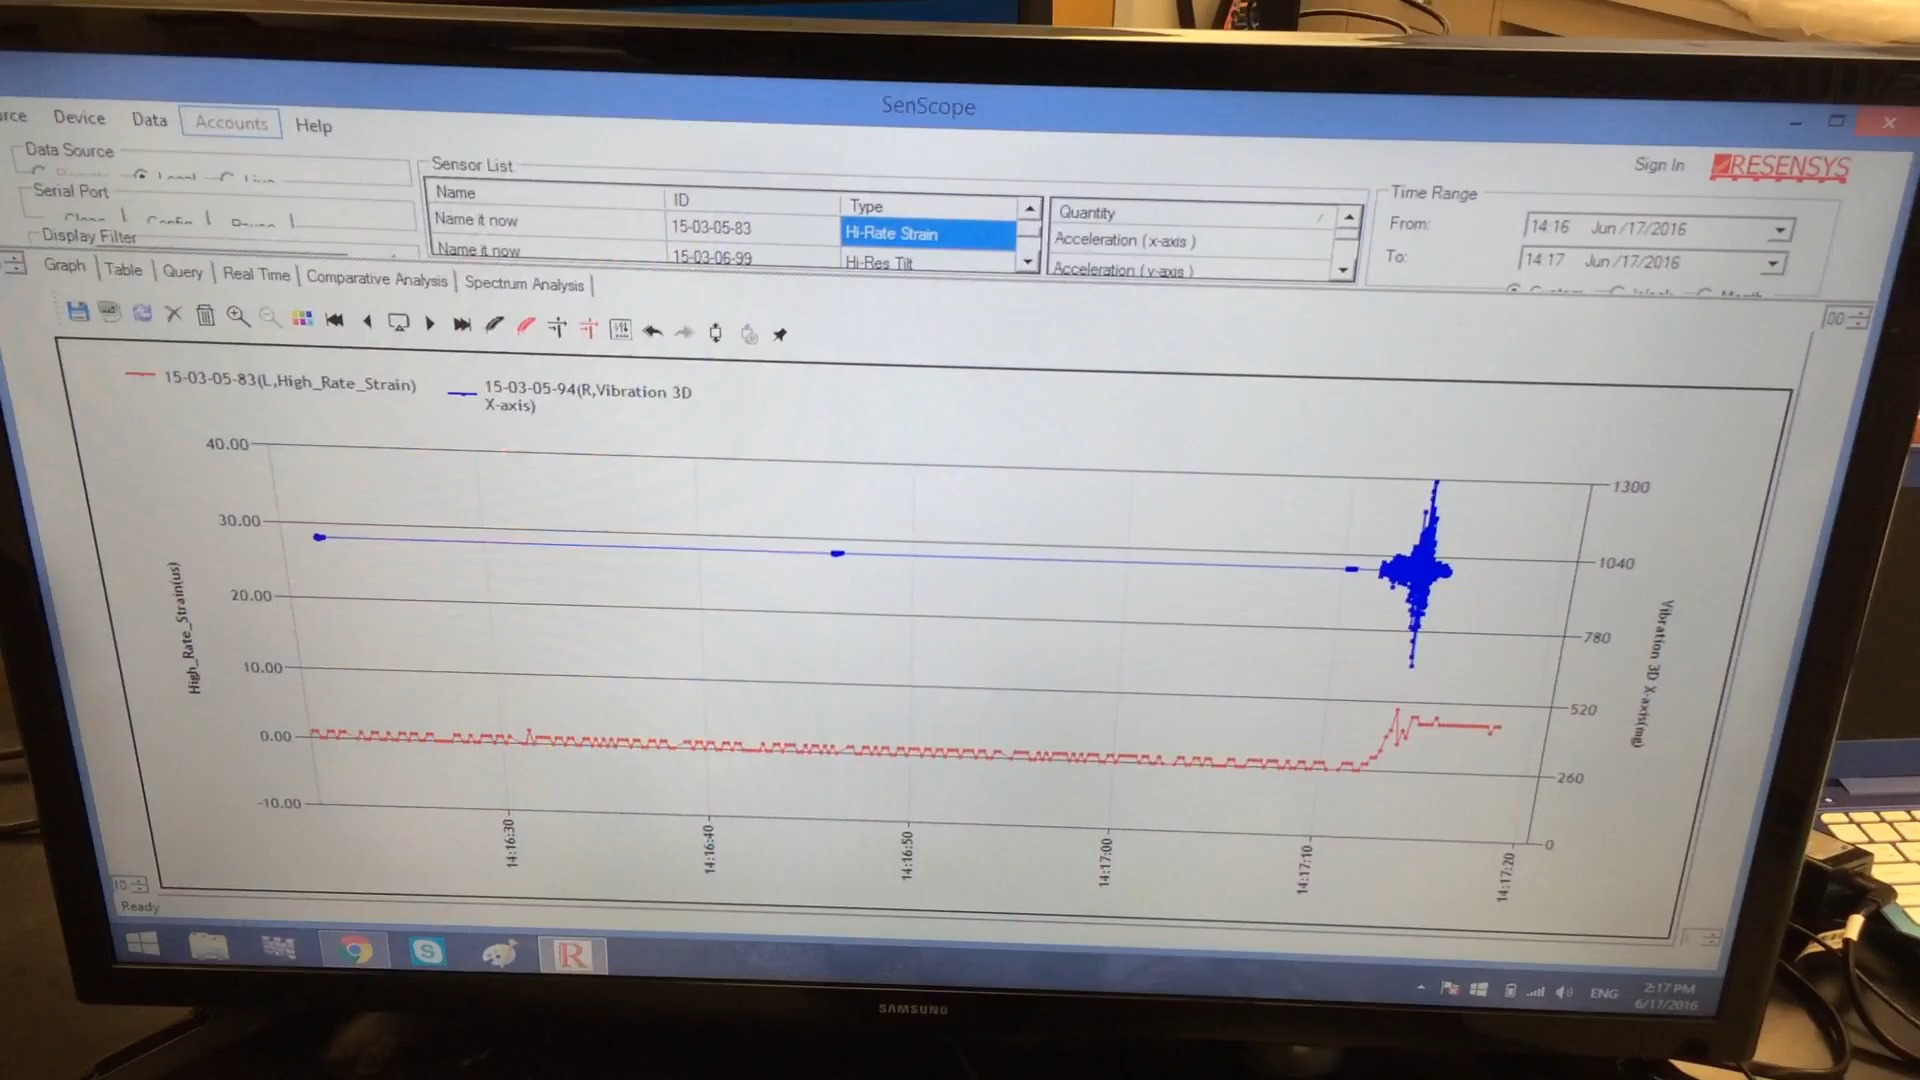 SenScope
Device Data Accounts Help
Data Source
Serial Port
Display Filter
Sensor List
Name ID Type
Name it now 15-03-05-83 Hi-Rate Strain
Name it now 15-03-06-99 Hi-Res Tilt
Quantity
Acceleration (x-axis )
Acceleration (y-axis )
Sign In RESENSYS
Time Range
From: 14:16 Jun /17/2016
To: 14:17 Jun /17/2016
Graph Table Query Real Time Comparative Analysis Spectrum Analysis
15-03-05-83(L,High_Rate_Strain)
15-03-05-94(R,Vibration 3D
X-axis)
High_Rate_Strain(us)
40.00
30.00
20.00
10.00
0.00
-10.00
1300
1040
780
520
260
0
Vibration 3D X-axis(mg)
14:16:30
14:16:40
14:16:50
14:17:00
14:17:10
14:17:20
Ready
ENG
2:17 PM
6/17/2016
SAMSUNG